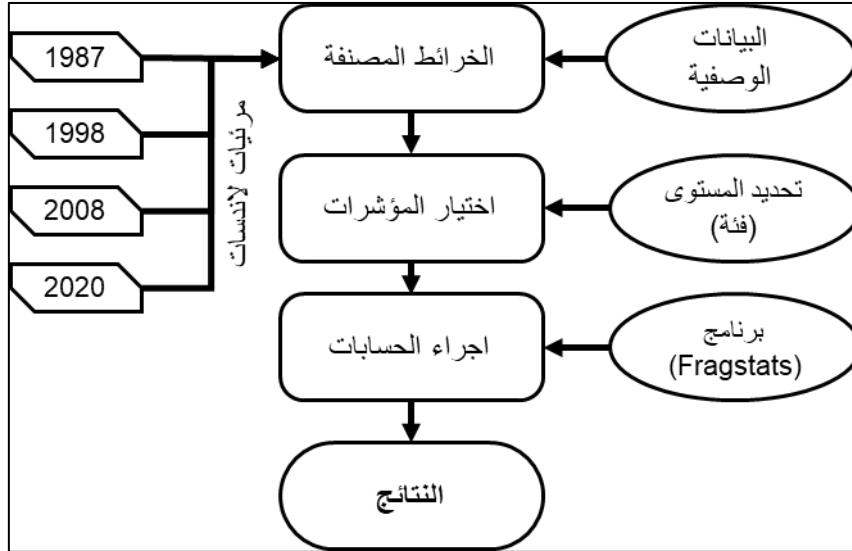 1987
1998
2008
2020
مرئيات لاندسات
الخرائط المصنفة
البيانات
الوصفية
اختيار المؤشرات
تحديد المستوى
(فئة)
اجراء الحسابات
برنامج
(Fragstats)
النتائج